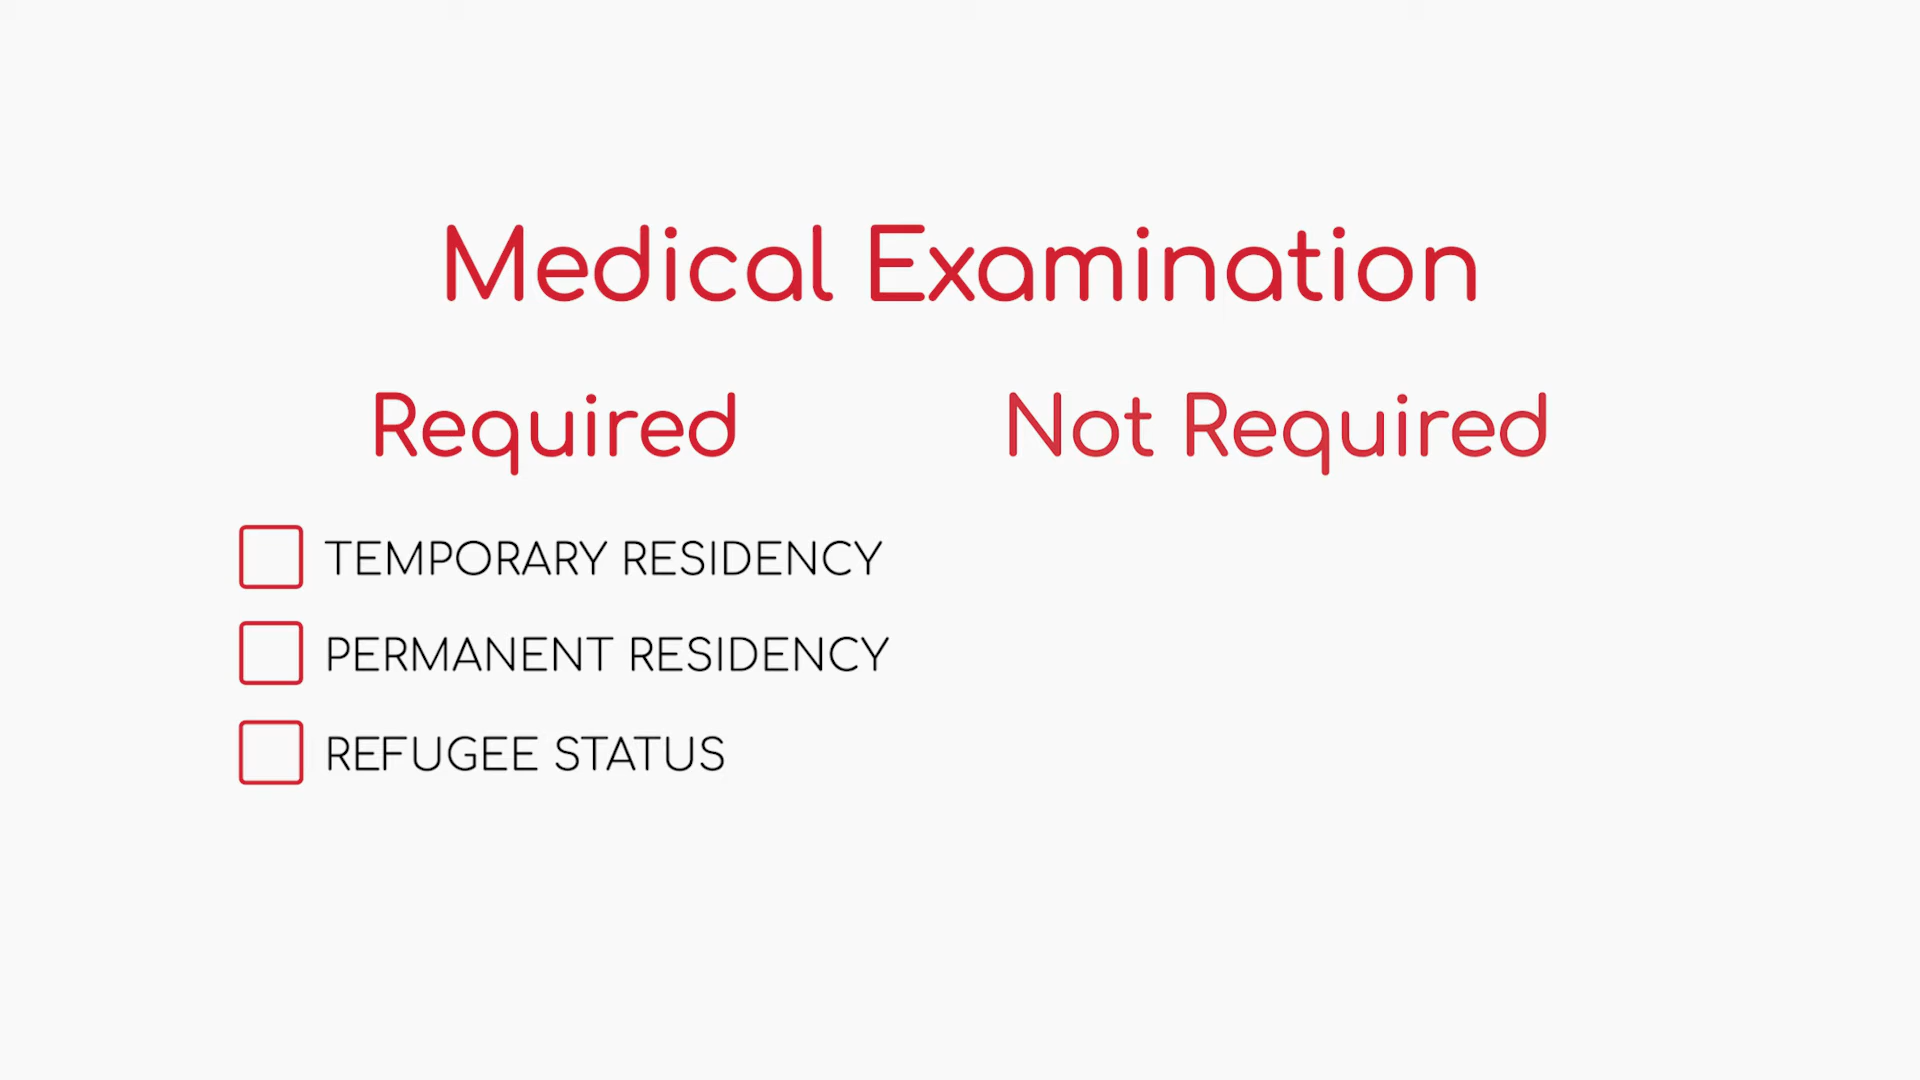 Medical Examination
Required
Not Required
TEMPORARY RESIDENCY
PERMANENT RESIDENCY
REFUGEE STATUS